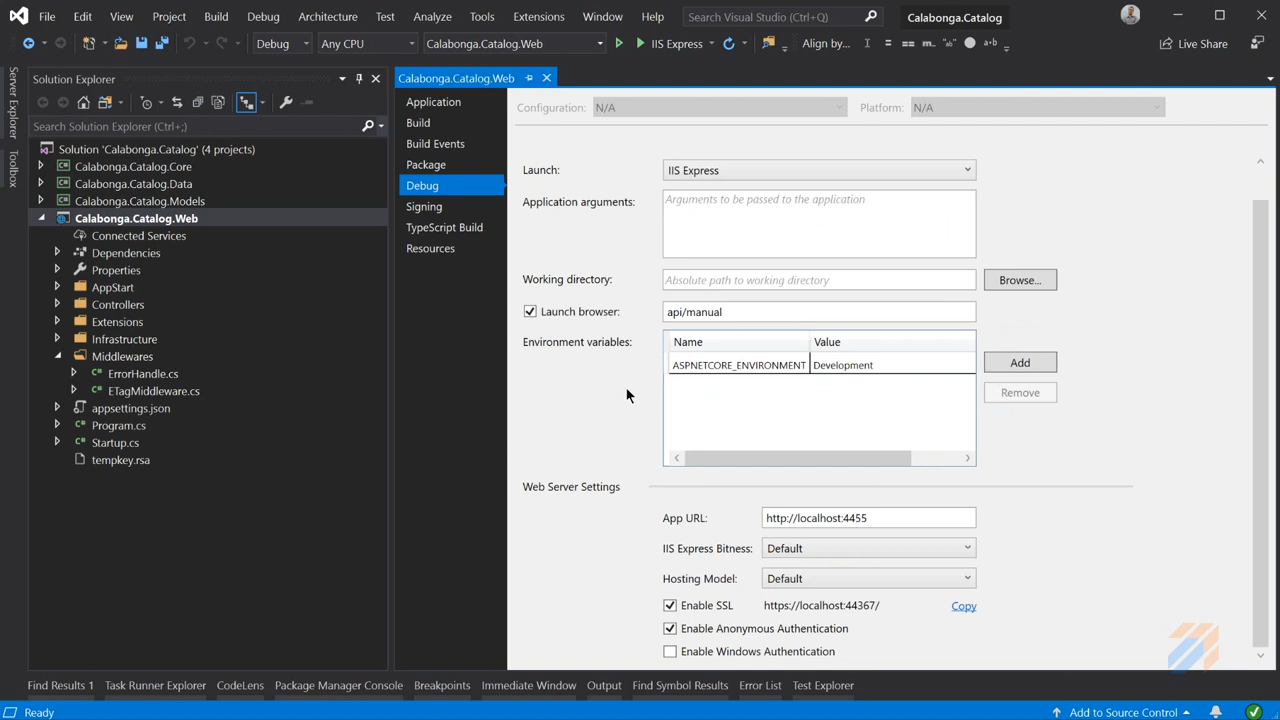 File Edit View Project Build Debug Architecture Test Analyze Tools Extensions Window Help Search Visual Studio (Ctrl+Q) Calabonga.Catalog
Debug Any CPU Calabonga.Catalog.Web IIS Express Align by... Live Share
Server Explorer
Toolbox
Solution Explorer
Search Solution Explorer (Ctrl+;)
Solution 'Calabonga.Catalog' (4 projects)
Calabonga.Catalog.Core
Calabonga.Catalog.Data
Calabonga.Catalog.Models
Calabonga.Catalog.Web
Connected Services
Dependencies
Properties
AppStart
Controllers
Extensions
Infrastructure
Middlewares
ErrorHandle.cs
ETagMiddleware.cs
appsettings.json
Program.cs
Startup.cs
tempkey.rsa
Calabonga.Catalog.Web
Application
Build
Build Events
Package
Debug
Signing
TypeScript Build
Resources
Configuration: N/A Platform: N/A
Launch: IIS Express
Application arguments: Arguments to be passed to the application
Working directory: Absolute path to working directory Browse...
Launch browser: api/manual
Environment variables: Name Value
ASPNETCORE_ENVIRONMENT Development Add
Remove
Web Server Settings
App URL: http://localhost:4455
IIS Express Bitness: Default
Hosting Model: Default
Enable SSL https://localhost:44367/ Copy
Enable Anonymous Authentication
Enable Windows Authentication
Find Results 1 Task Runner Explorer CodeLens Package Manager Console Breakpoints Immediate Window Output Find Symbol Results Error List Test Explorer
Ready Add to Source Control